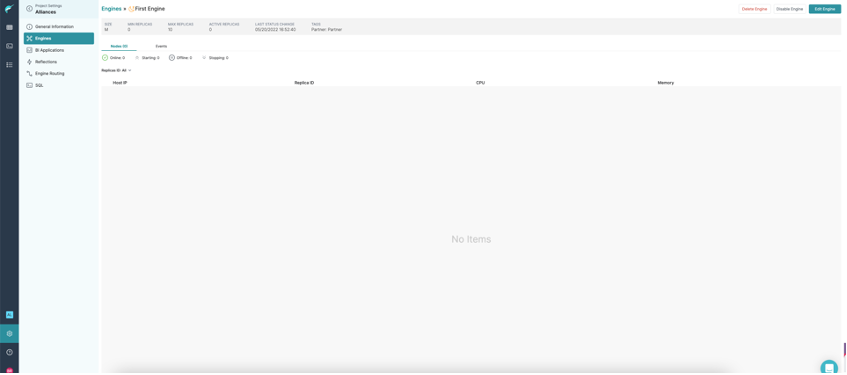 Project Settings
Alliances
General Information
Engines
BI Applications
Reflections
Engine Routing
SQL
Engines » First Engine
Delete Engine
Disable Engine
Edit Engine
SIZE MIN REPLICAS MAX REPLICAS ACTIVE REPLICAS LAST STATUS CHANGE TAGS
M 0 10 0 05/20/2022 16:52:40 Partner: Partner
Nodes (0) Events
Online: 0 Starting: 0 Offline: 0 Stopping: 0
Replicas ID: All
Host IP Replica ID CPU Memory
No Items